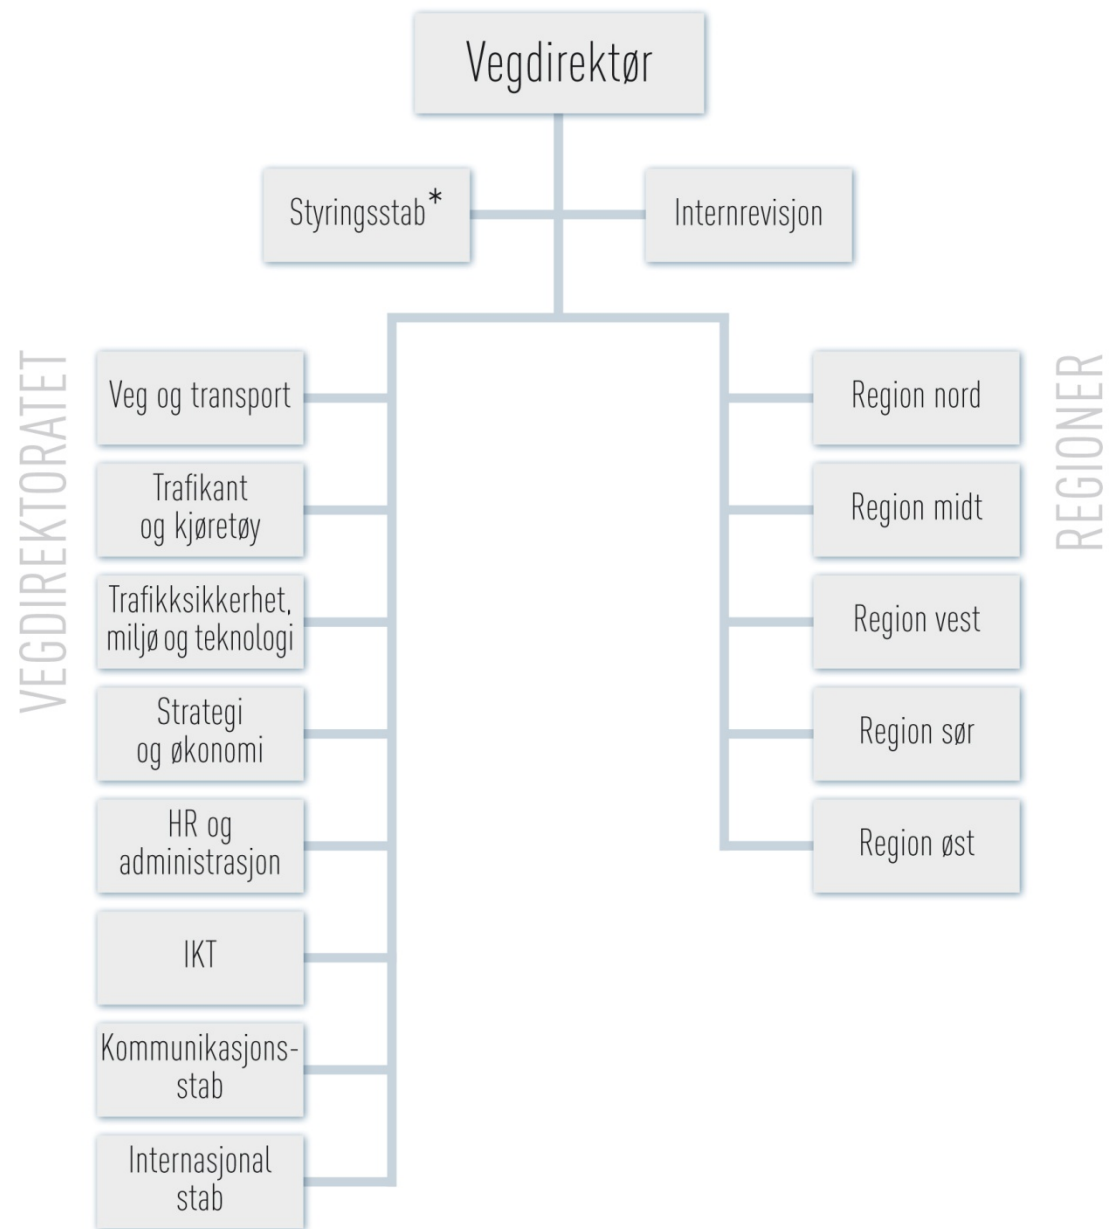 Vegdirektør
Styringsstab*
Internrevisjon
VEGDIREKTORATET
Veg og transport
Trafikant
og kjøretøy
Trafikksikkerhet,
miljø og teknologi
Strategi
og økonomi
HR og
administrasjon
IKT
Kommunikasjons-
stab
Internasjonal
stab
REGIONER
Region nord
Region midt
Region vest
Region sør
Region øst